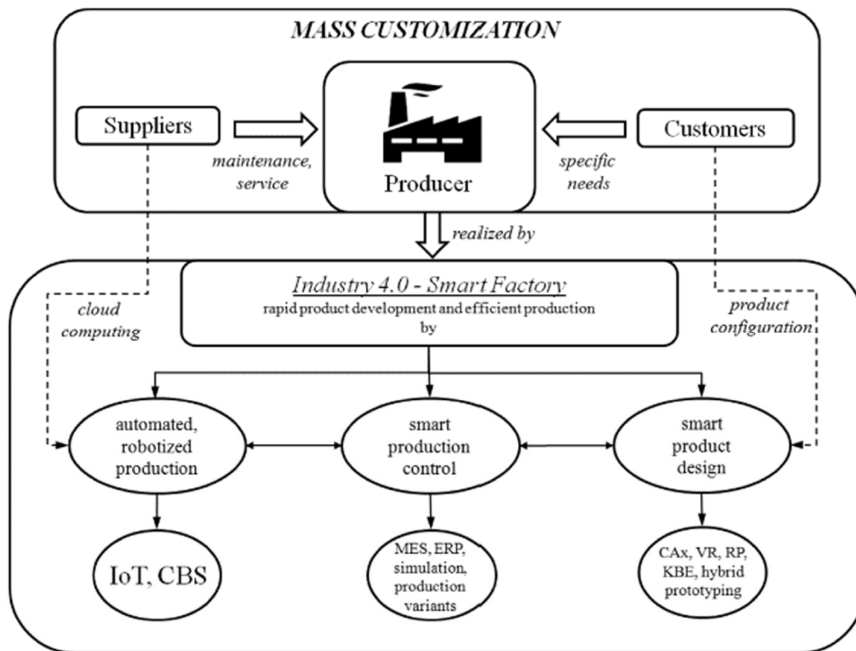 MASS CUSTOMIZATION
Suppliers
maintenance,
service
Producer
Customers
specific
needs
realized by
Industry 4.0 - Smart Factory
rapid product development and efficient production
by
cloud
computing
product
configuration
automated,
robotized
production
smart
production
control
smart
product
design
IoT, CBS
MES, ERP,
simulation,
production
variants
CAx, VR, RP,
KBE, hybrid
prototyping